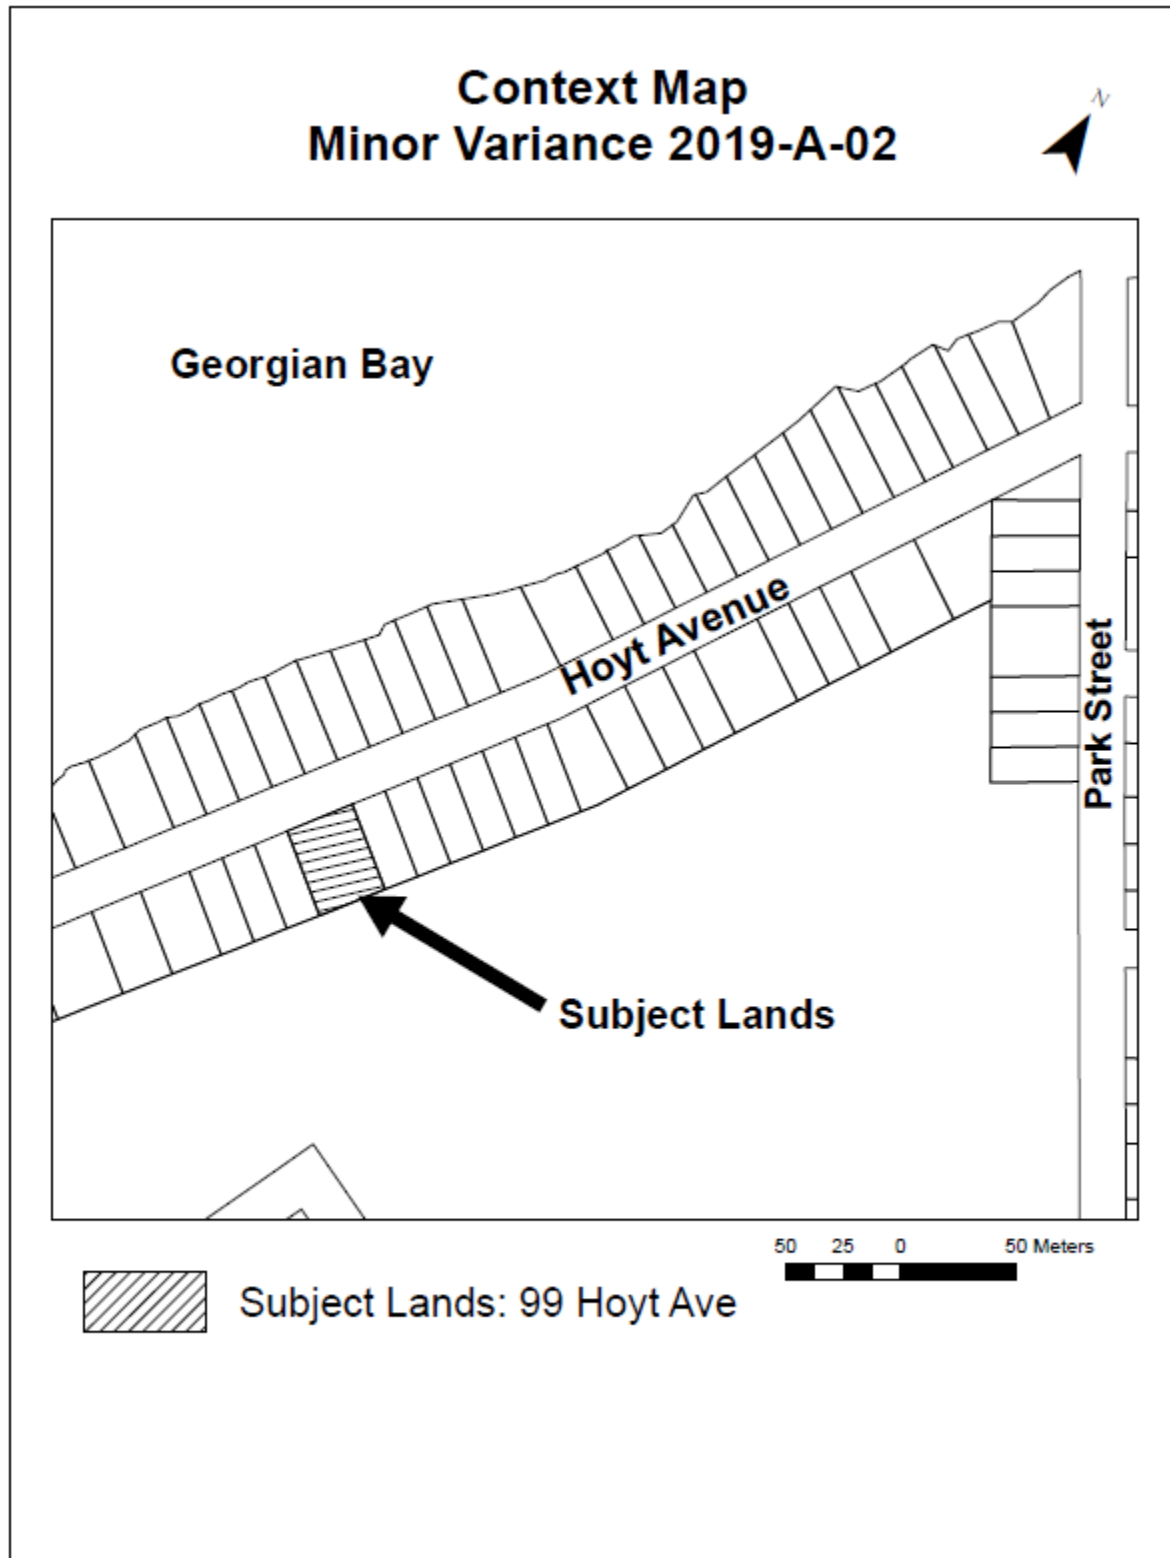 Context Map
Minor Variance 2019-A-02
N
Georgian Bay
Hoyt Avenue
Park Street
Subject Lands
50 25 0 50 Meters
Subject Lands: 99 Hoyt Ave